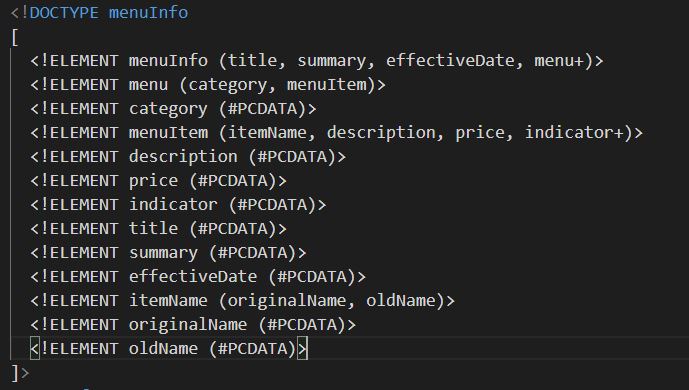 <!DOCTYPE menuInfo
[
<!ELEMENT menuInfo (title, summary, effectiveDate, menu+)>
<!ELEMENT menu (category, menuItem)>
<!ELEMENT category (#PCDATA)>
<!ELEMENT menuItem (itemName, description, price, indicator+)>
<!ELEMENT description (#PCDATA)>
<!ELEMENT price (#PCDATA)>
<!ELEMENT indicator (#PCDATA)>
<!ELEMENT title (#PCDATA)>
<!ELEMENT summary (#PCDATA)>
<!ELEMENT effectiveDate (#PCDATA)>
<!ELEMENT itemName (originalName, oldName)>
<!ELEMENT originalName (#PCDATA)>
<!ELEMENT oldName (#PCDATA)>
]>